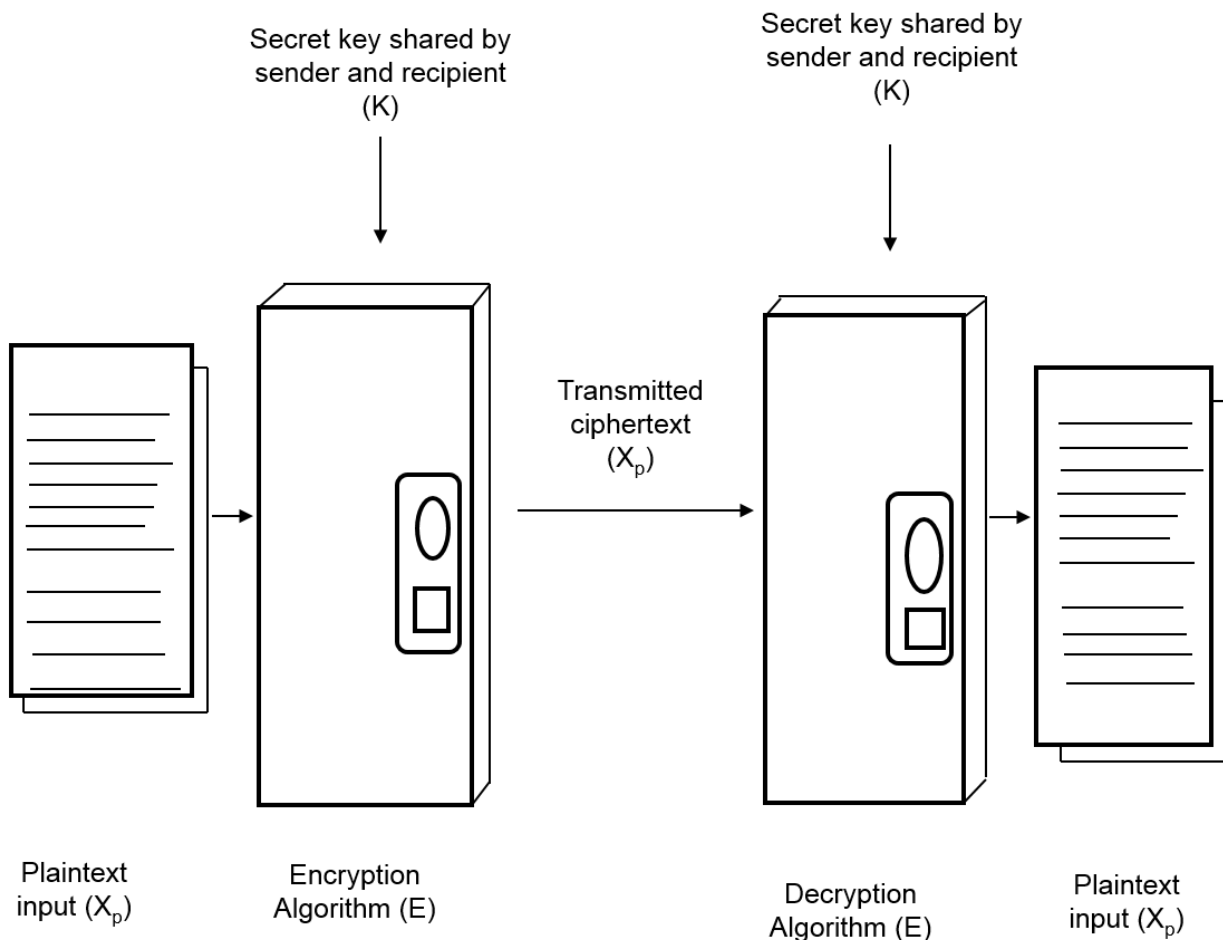 Secret key shared by
sender and recipient
(K)
Secret key shared by
sender and recipient
(K)
Transmitted
ciphertext
(Xₚ)
Plaintext
input (Xₚ)
Encryption
Algorithm (E)
Decryption
Algorithm (E)
Plaintext
input (Xₚ)